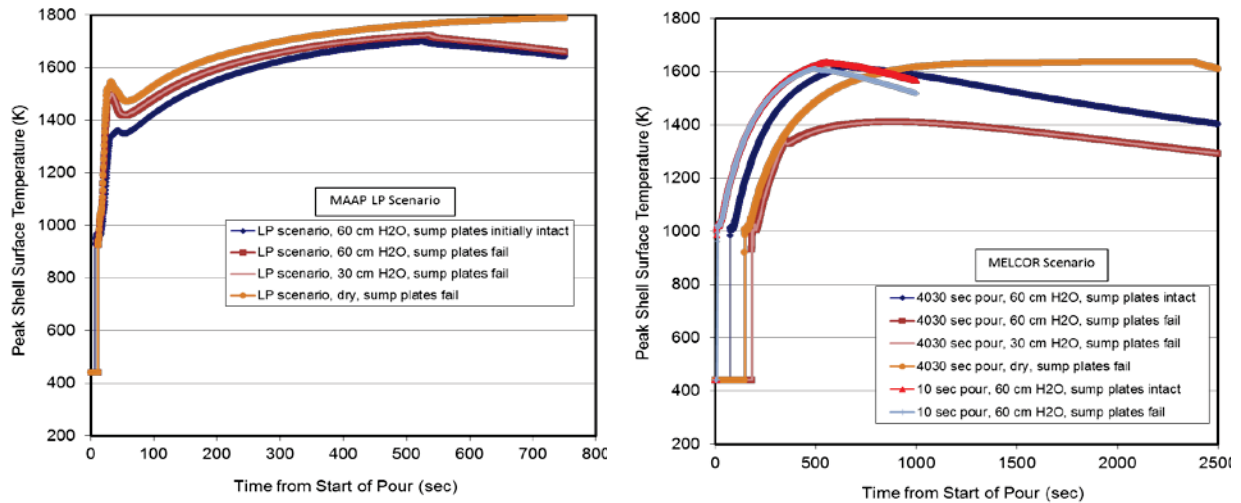 1800
1600
1400
1200
1000
800
600
400
200
Peak Shell Surface Temperature (K)
MAAP LP Scenario
LP scenario, 60 cm H2O, sump plates initially intact
LP scenario, 60 cm H2O, sump plates fail
LP scenario, 30 cm H2O, sump plates fail
LP scenario, dry, sump plates fail
0 100 200 300 400 500 600 700 800
Time from Start of Pour (sec)
1800
1600
1400
1200
1000
800
600
400
200
Peak Shell Surface Temperature (K)
MELCOR Scenario
4030 sec pour, 60 cm H2O, sump plates intact
4030 sec pour, 60 cm H2O, sump plates fail
4030 sec pour, 30 cm H2O, sump plates fail
4030 sec pour, dry, sump plates fail
10 sec pour, 60 cm H2O, sump plates intact
10 sec pour, 60 cm H2O, sump plates fail
0 500 1000 1500 2000 2500
Time from Start of Pour (sec)